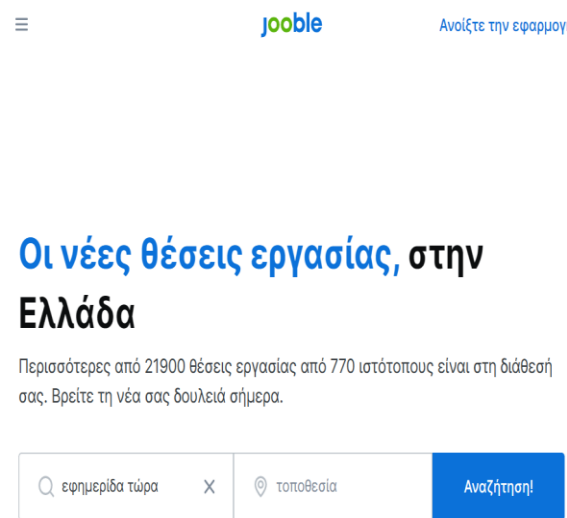 jooble
Ανοίξτε την
Οι νέες θέσεις εργασίας, στην
Ελλάδα
Περισσότερες από 21900 θέσεις εργασίας από 770 ιστότοπους είναι στη διάθεσή
σας. Βρείτε τη νέα σας δουλειά σήμερα.
εφημερίδα τώρα
τοποθεσία
Αναζήτηση!